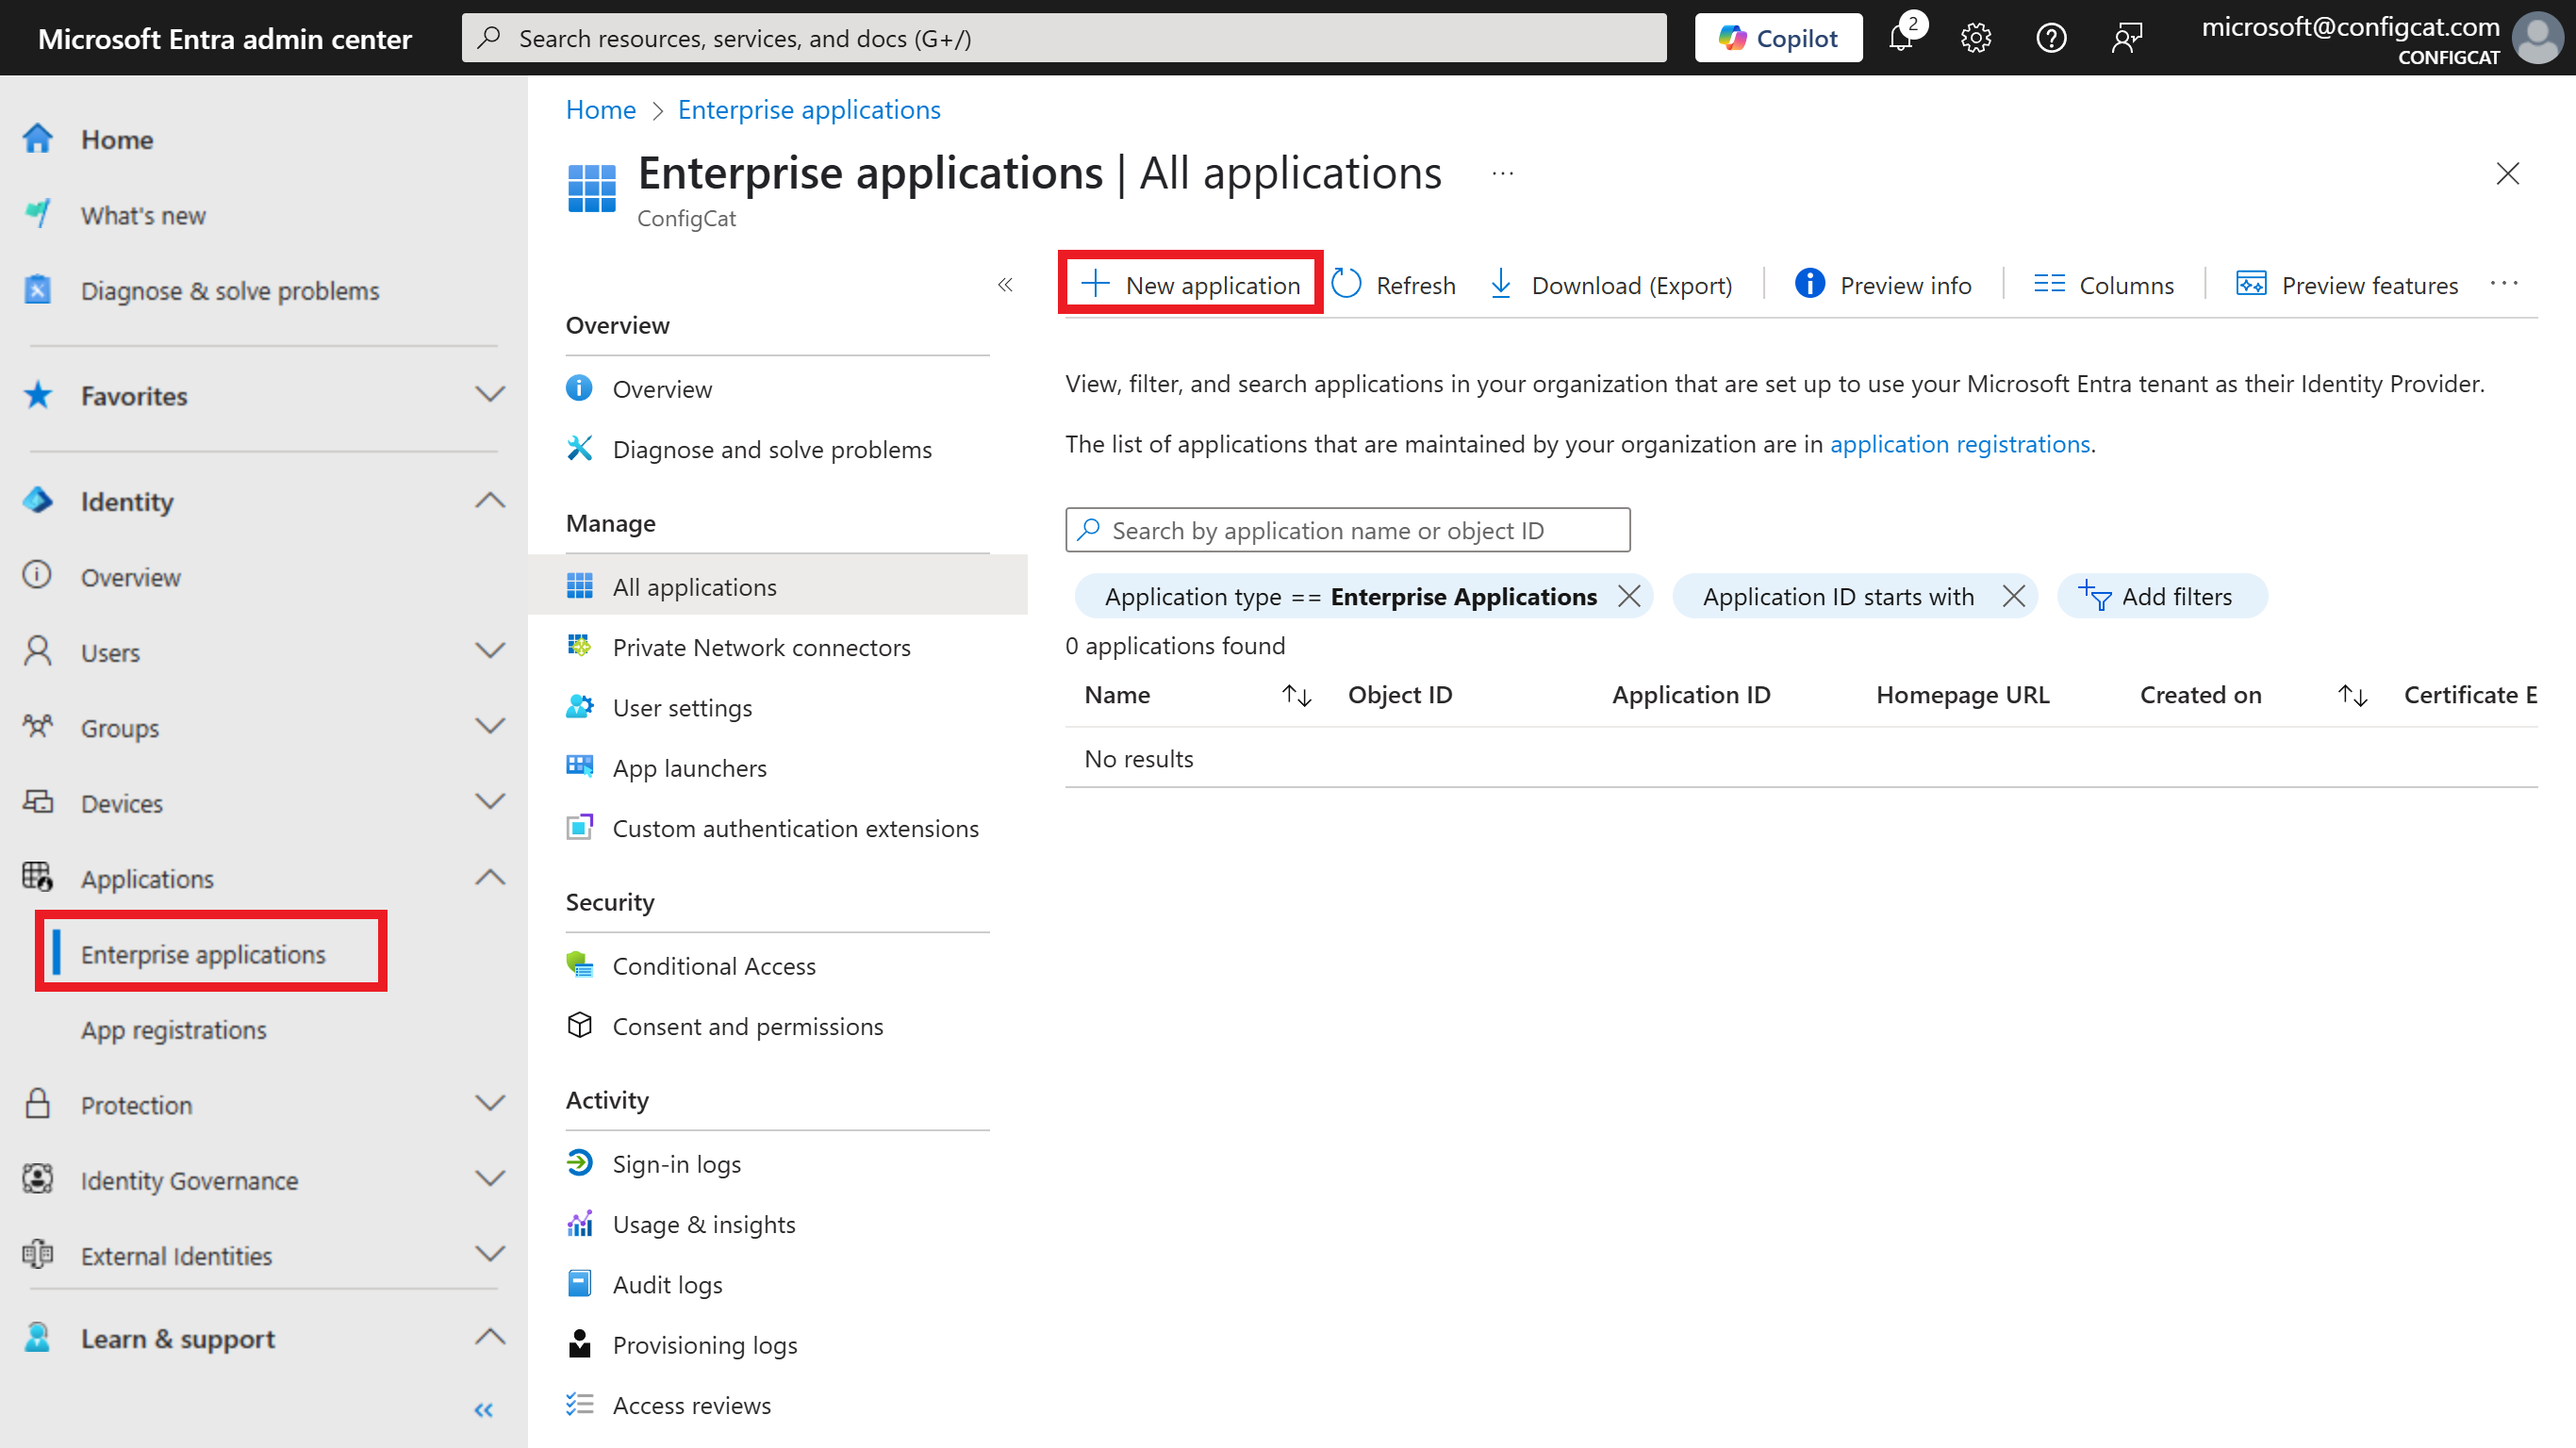 Microsoft Entra admin center
Search resources, services, and docs (G+/)
Copilot
2
microsoft@configcat.com
CONFIGCAT
Home
What's new
Diagnose & solve problems
Favorites
Identity
Overview
Users
Groups
Devices
Applications
Enterprise applications
App registrations
Protection
Identity Governance
External Identities
Learn & support
Home > Enterprise applications
Enterprise applications | All applications ...
ConfigCat
Overview
Overview
Diagnose and solve problems
Manage
All applications
Private Network connectors
User settings
App launchers
Custom authentication extensions
Security
Conditional Access
Consent and permissions
Activity
Sign-in logs
Usage & insights
Audit logs
Provisioning logs
Access reviews
New application Refresh Download (Export) Preview info Columns Preview features ...
View, filter, and search applications in your organization that are set up to use your Microsoft Entra tenant as their Identity Provider.
The list of applications that are maintained by your organization are in application registrations.
Search by application name or object ID
Application type == Enterprise Applications Application ID starts with Add filters
0 applications found
Name Object ID Application ID Homepage URL Created on Certificate E
No results